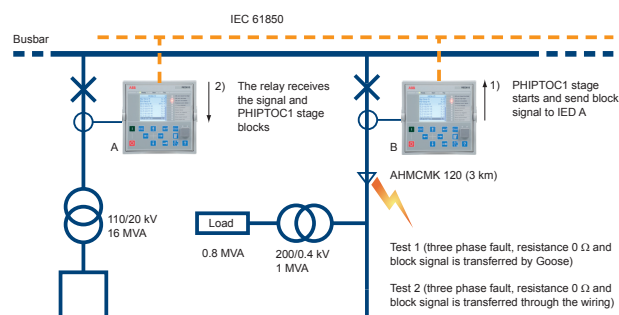 IEC 61850
Busbar
2)
The relay receives
the signal and
PHIPTOC1 stage
blocks
A
1)
PHIPTOC1 stage
starts and send block
signal to IED A
B
AHMCMK 120 (3 km)
110/20 kV
16 MVA
Load
0.8 MVA
200/0.4 kV
1 MVA
Test 1 (three phase fault, resistance 0 Ω and
block signal is transferred by Goose)
Test 2 (three phase fault, resistance 0 Ω and
block signal is transferred through the wiring)
ABB
ABB